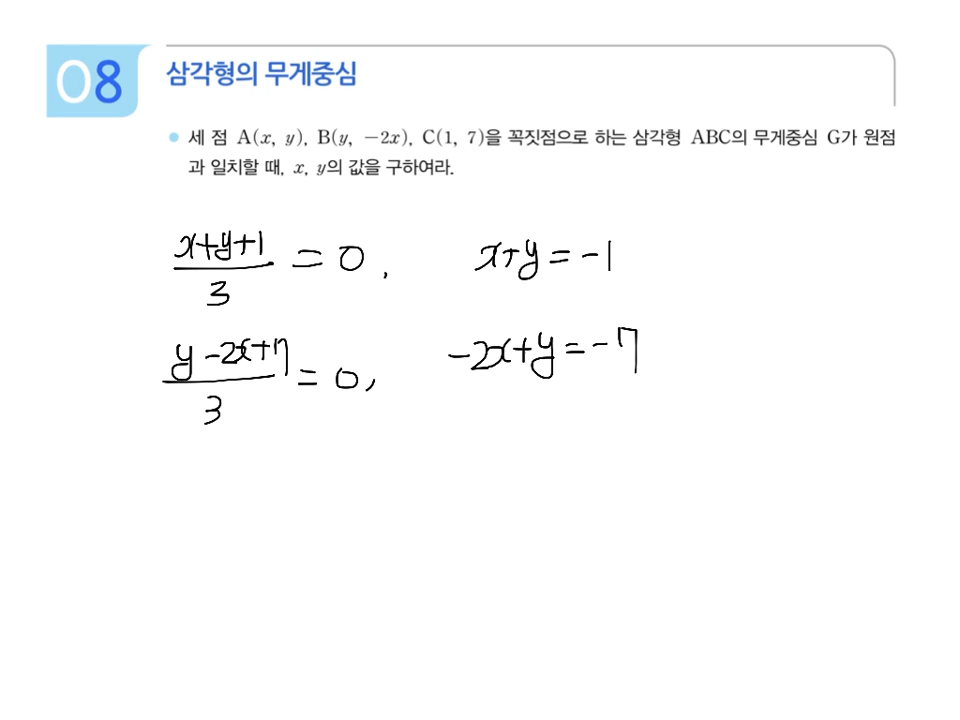 08 삼각형의 무게중심
세 점 A(x, y), B(y, −2x), C(1, 7)을 꼭짓점으로 하는 삼각형 ABC의 무게중심 G가 원점
과 일치할 때, x, y의 값을 구하여라.
(x+y+1)/3 = 0, x+y = -1
(y-2x+7)/3 = 0, -2x+y = -7